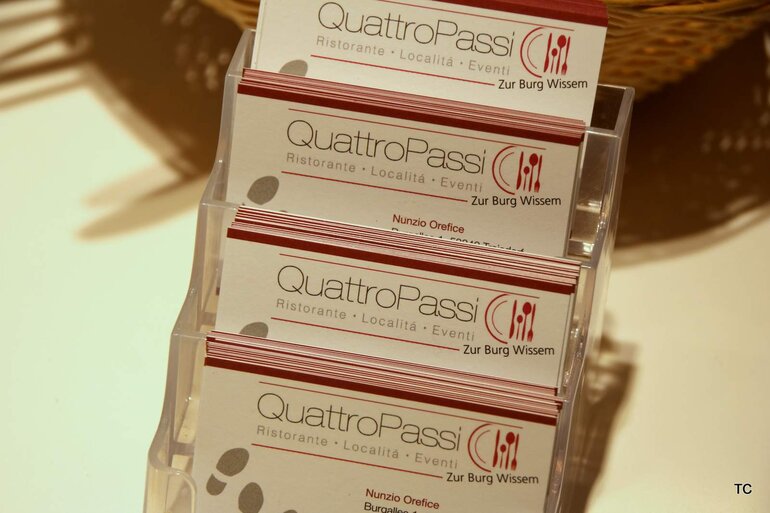 QuattroPassi
Ristorante · Localitá · Eventi
Zur Burg Wissem
QuattroPassi
Ristorante · Localitá · Eventi
Zur Burg Wissem
Nunzio Orefice
QuattroPassi
Ristorante · Localitá · Eventi
Zur Burg Wissem
QuattroPassi
Ristorante · Localitá · Eventi
Zur Burg Wissem
Nunzio Orefice
TC